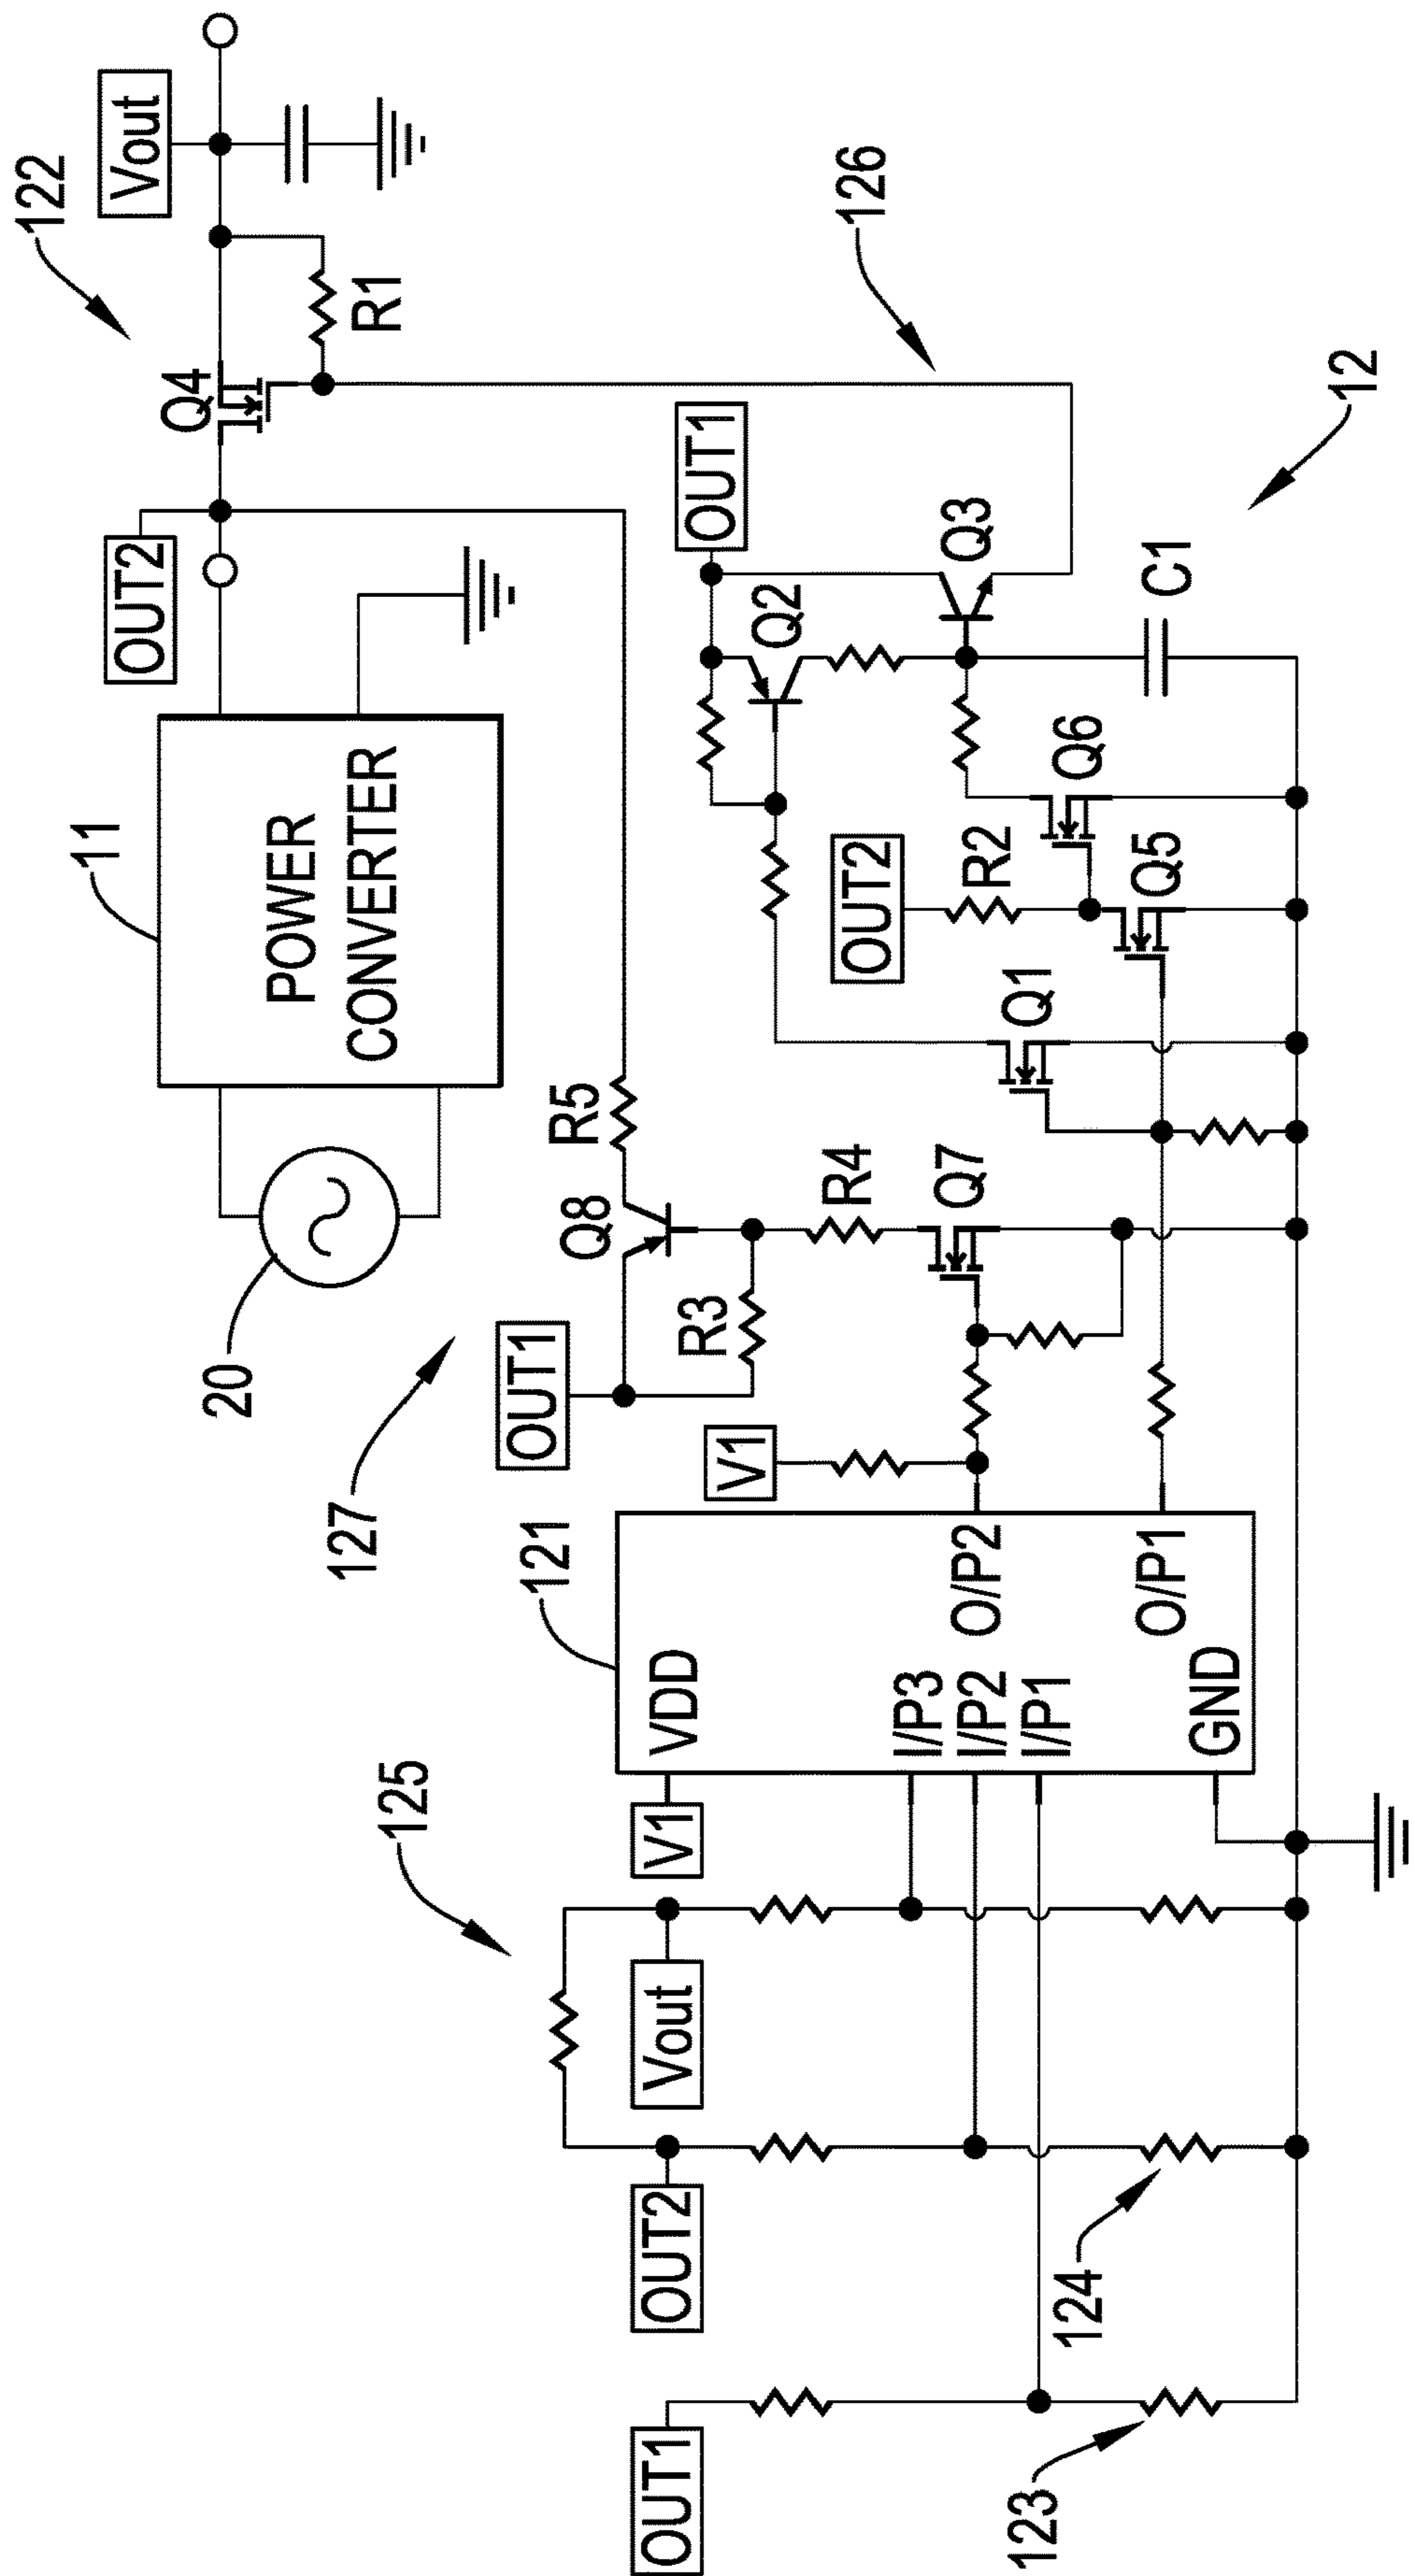 20
11
POWER
CONVERTER
OUT2
Q4
122
Vout
R1
127
OUT1
Q8
R5
R3
R4
Q7
OUT1
126
Q2
Q3
OUT2
R2
Q6
Q1
Q5
C1
12
125
121
V1
VDD
V1
OUT1
OUT2
Vout
I/P3
I/P2
I/P1
O/P2
O/P1
GND
123
124